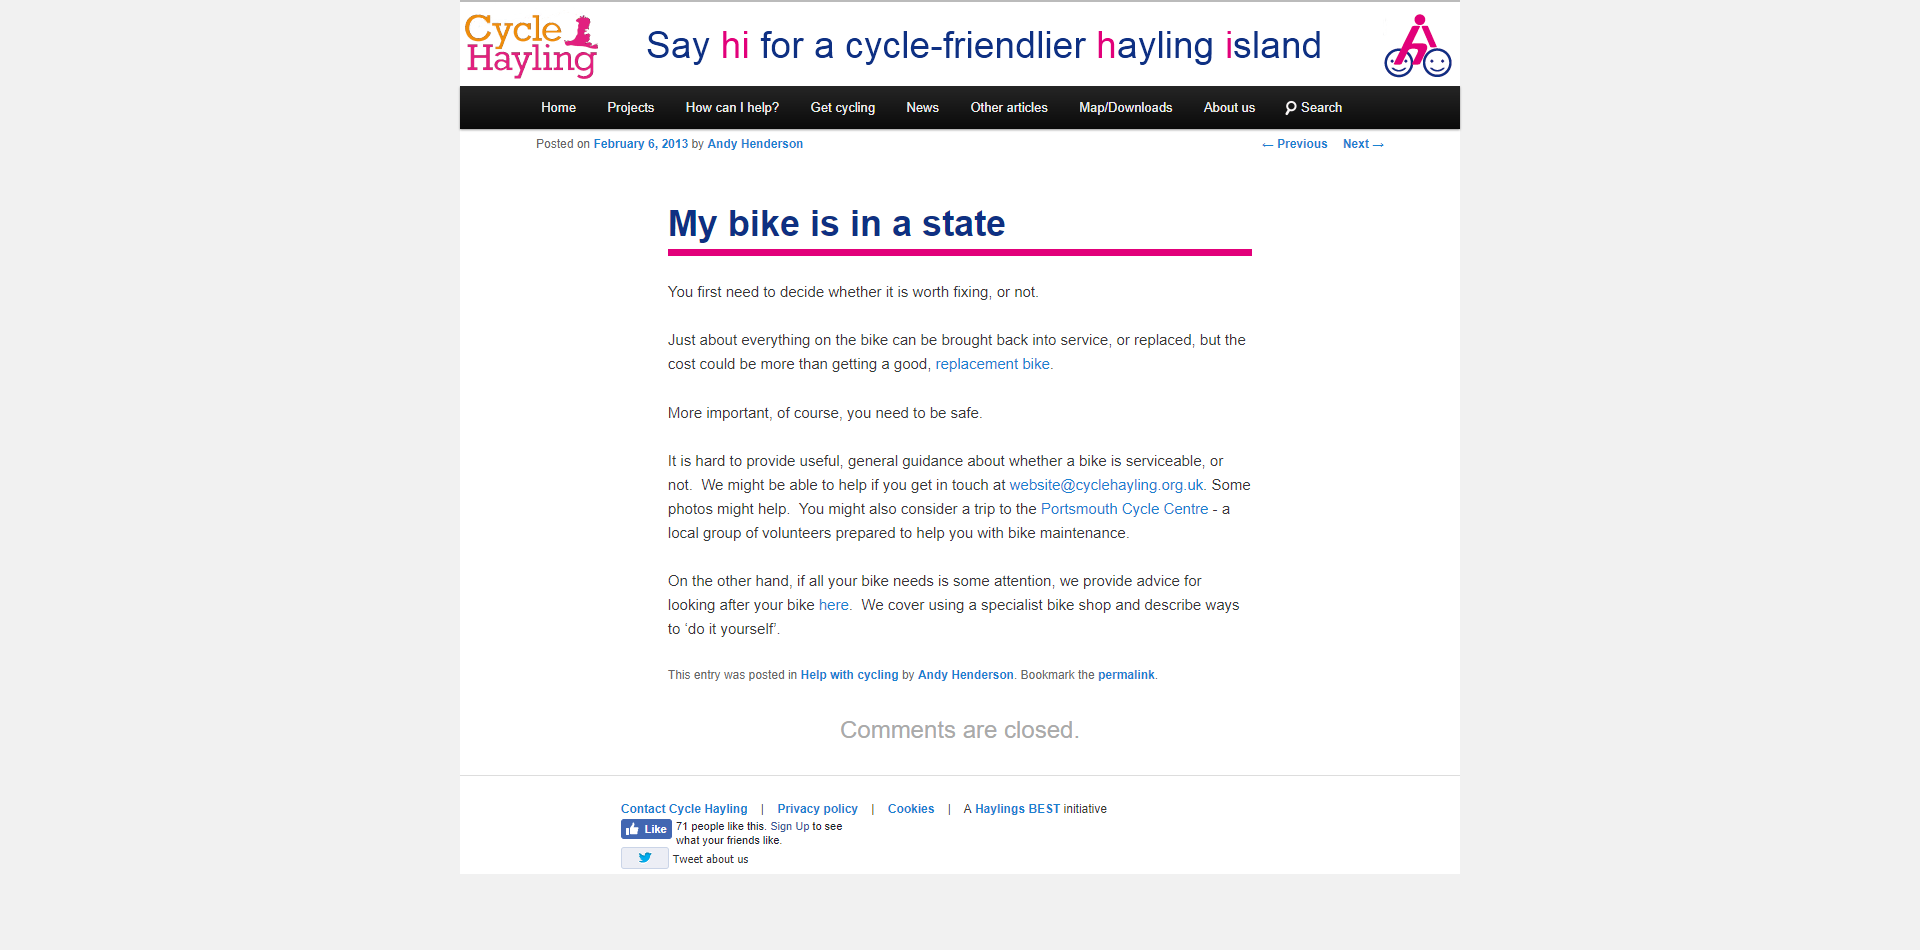 Cycle
Hayling
Say hi for a cycle-friendlier hayling island
Home Projects How can I help? Get cycling News Other articles Map/Downloads About us Search
Posted on February 6, 2013 by Andy Henderson ← Previous Next →
My bike is in a state
You first need to decide whether it is worth fixing, or not.
Just about everything on the bike can be brought back into service, or replaced, but the
cost could be more than getting a good, replacement bike.
More important, of course, you need to be safe.
It is hard to provide useful, general guidance about whether a bike is serviceable, or
not.  We might be able to help if you get in touch at website@cyclehayling.org.uk. Some
photos might help.  You might also consider a trip to the Portsmouth Cycle Centre - a
local group of volunteers prepared to help you with bike maintenance.
On the other hand, if all your bike needs is some attention, we provide advice for
looking after your bike here.  We cover using a specialist bike shop and describe ways
to ‘do it yourself’.
This entry was posted in Help with cycling by Andy Henderson. Bookmark the permalink.
Comments are closed.
Contact Cycle Hayling | Privacy policy | Cookies | A Haylings BEST initiative
Like 71 people like this. Sign Up to see
what your friends like.
Tweet about us